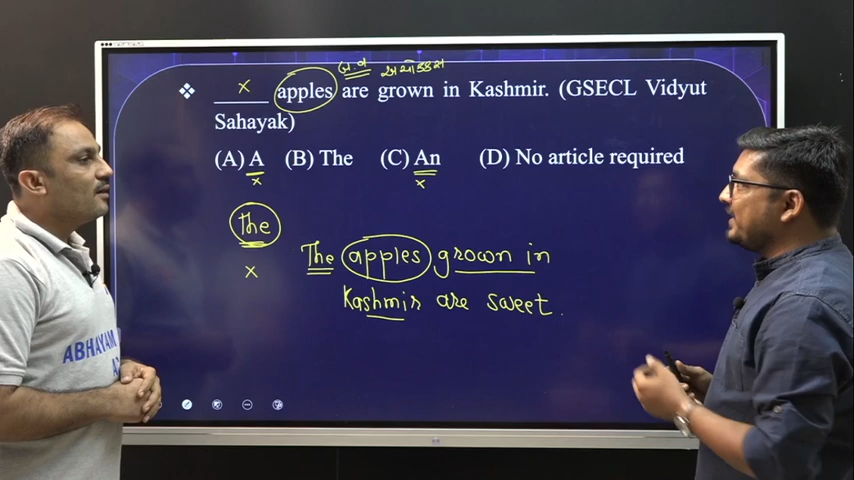 બ.વ
x apples are grown in Kashmir. (GSECL Vidyut
Sahayak)
(A) A (B) The (C) An (D) No article required
x x
the
x
The apples grown in
Kashmir are sweet.
ABHAYAM